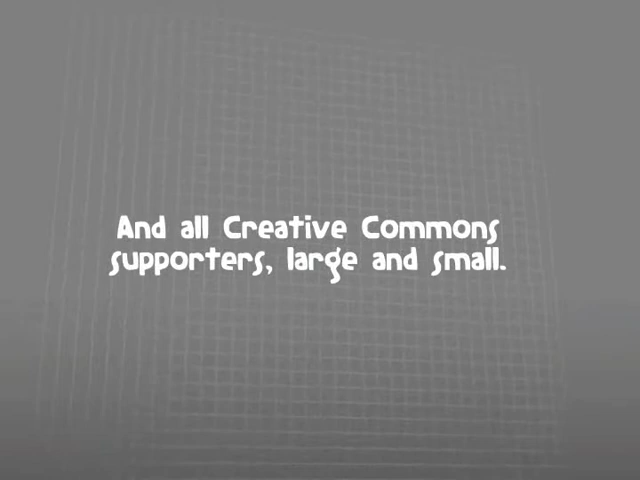 And all Creative Commons
supporters, large and small.